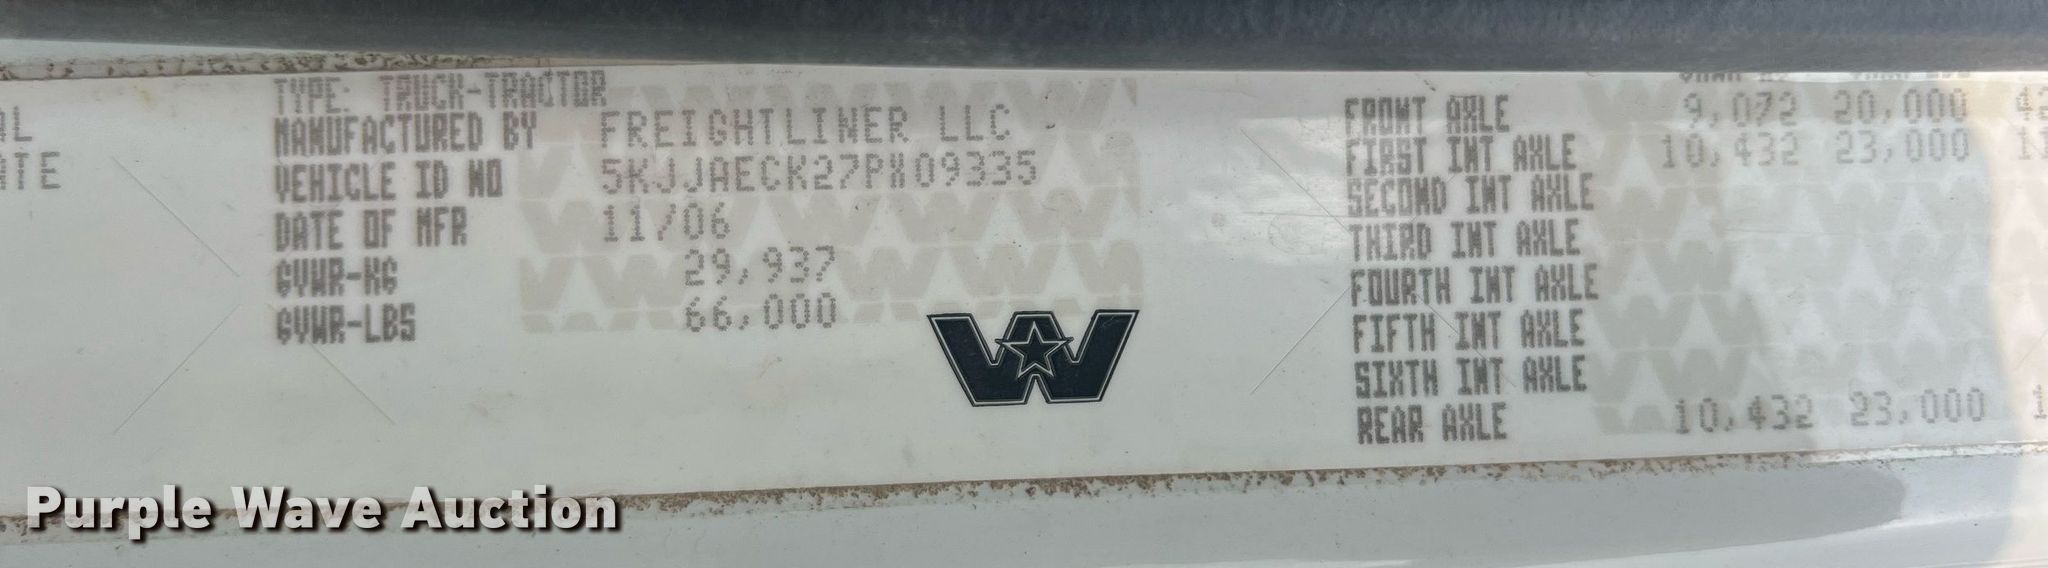 TYPE: TRUCK-TRACTOR
MANUFACTURED BY FREIGHTLINER LLC
VEHICLE ID NO 5KJJAECK27PX09335
DATE OF MFR 11/06
GVWR-KG 29,937
GVWR-LBS 66,000
FRONT AXLE 9,072 20,000 42
FIRST INT AXLE 10,432 23,000 11
SECOND INT AXLE
THIRD INT AXLE
FOURTH INT AXLE
FIFTH INT AXLE
SIXTH INT AXLE
REAR AXLE 10,432 23,000 1
Purple Wave Auction